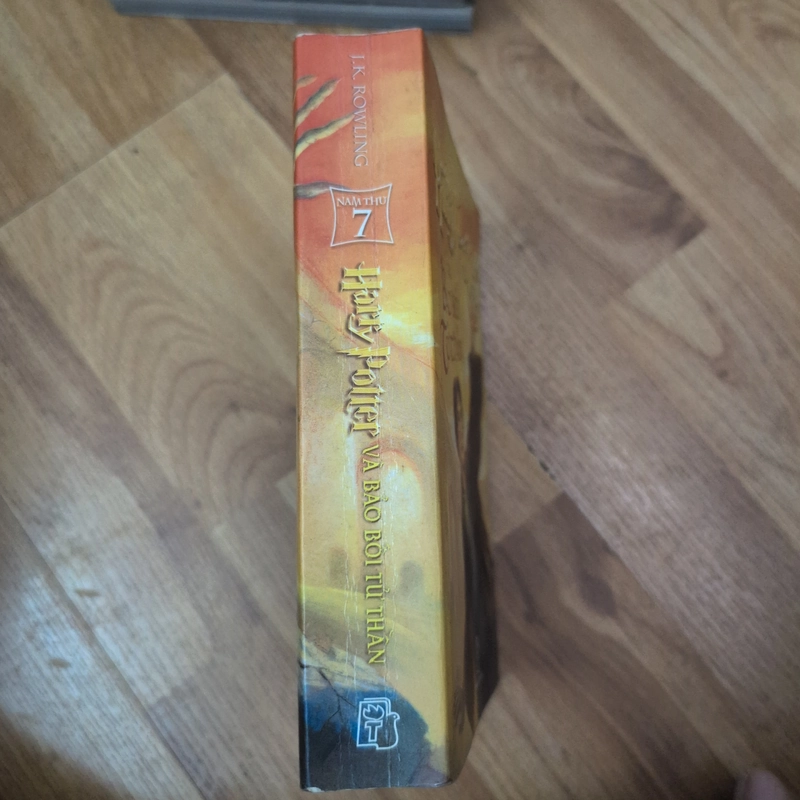 J.K. ROWLING
NĂM THỨ
7
Harry Potter
VÀ BẢO BỐI TỬ THẦN
T